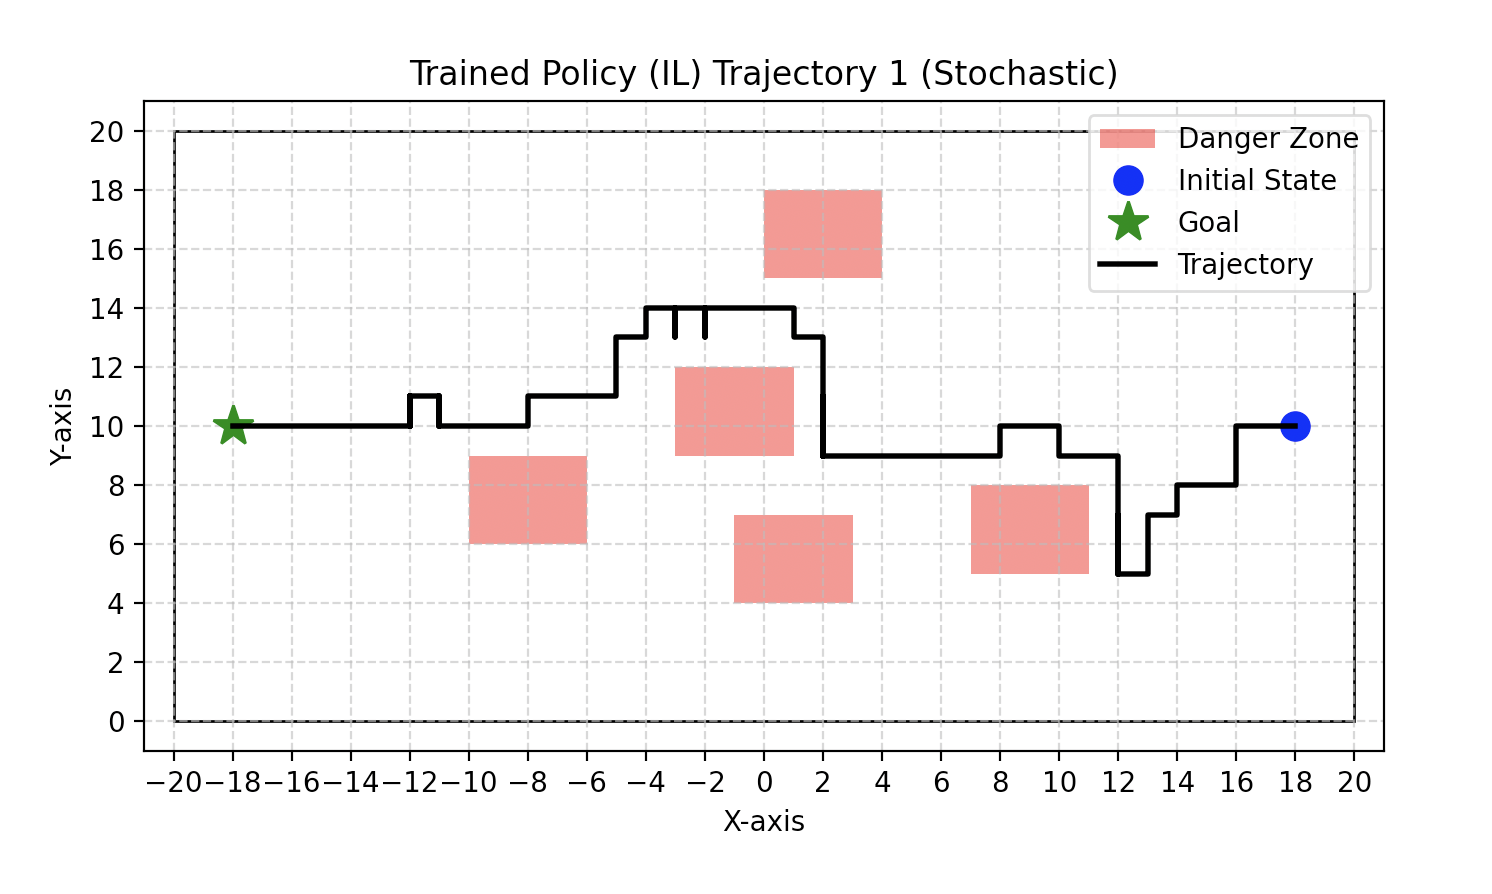 Trained Policy (IL) Trajectory 1 (Stochastic)
Danger Zone
Initial State
Goal
Trajectory
Y-axis
20
18
16
14
12
10
8
6
4
2
0
−20 −18 −16 −14 −12 −10 −8 −6 −4 −2 0 2 4 6 8 10 12 14 16 18 20
X-axis